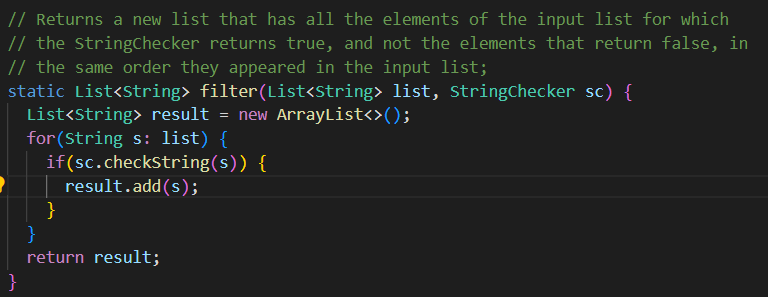 // Returns a new list that has all the elements of the input list for which
// the StringChecker returns true, and not the elements that return false, in
// the same order they appeared in the input list;
static List<String> filter(List<String> list, StringChecker sc) {
  List<String> result = new ArrayList<>();
  for(String s: list) {
    if(sc.checkString(s)) {
      result.add(s);
    }
  }
  return result;
}